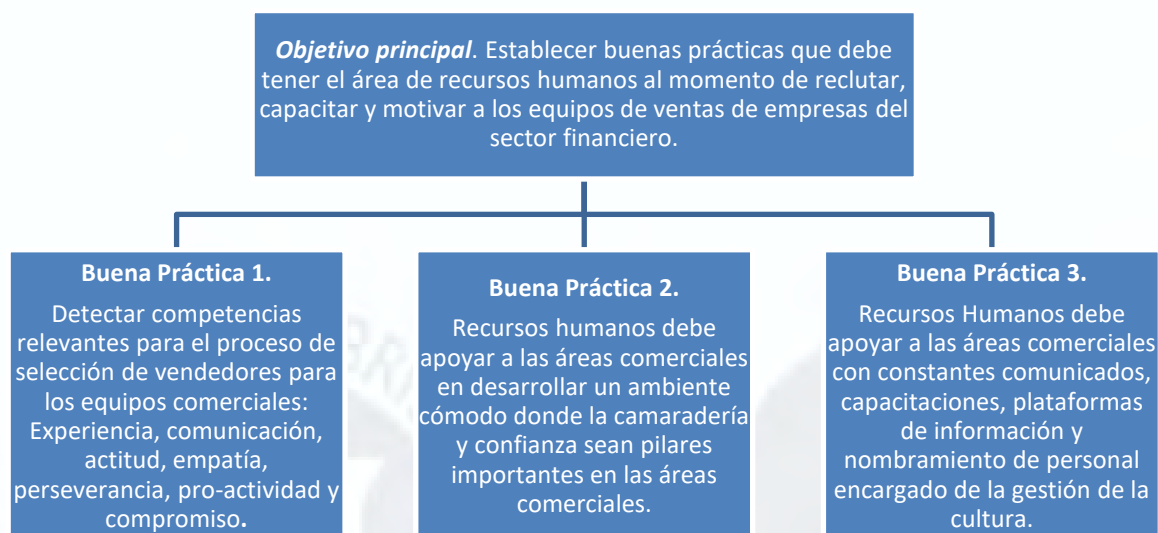 Objetivo principal. Establecer buenas prácticas que debe
tener el área de recursos humanos al momento de reclutar,
capacitar y motivar a los equipos de ventas de empresas del
sector financiero.
Buena Práctica 1.
Detectar competencias
relevantes para el proceso de
selección de vendedores para
los equipos comerciales:
Experiencia, comunicación,
actitud, empatía,
perseverancia, pro-actividad y
compromiso.
Buena Práctica 2.
Recursos humanos debe
apoyar a las áreas comerciales
en desarrollar un ambiente
cómodo donde la camaradería
y confianza sean pilares
importantes en las áreas
comerciales.
Buena Práctica 3.
Recursos Humanos debe
apoyar a las áreas comerciales
con constantes comunicados,
capacitaciones, plataformas
de información y
nombramiento de personal
encargado de la gestión de la
cultura.